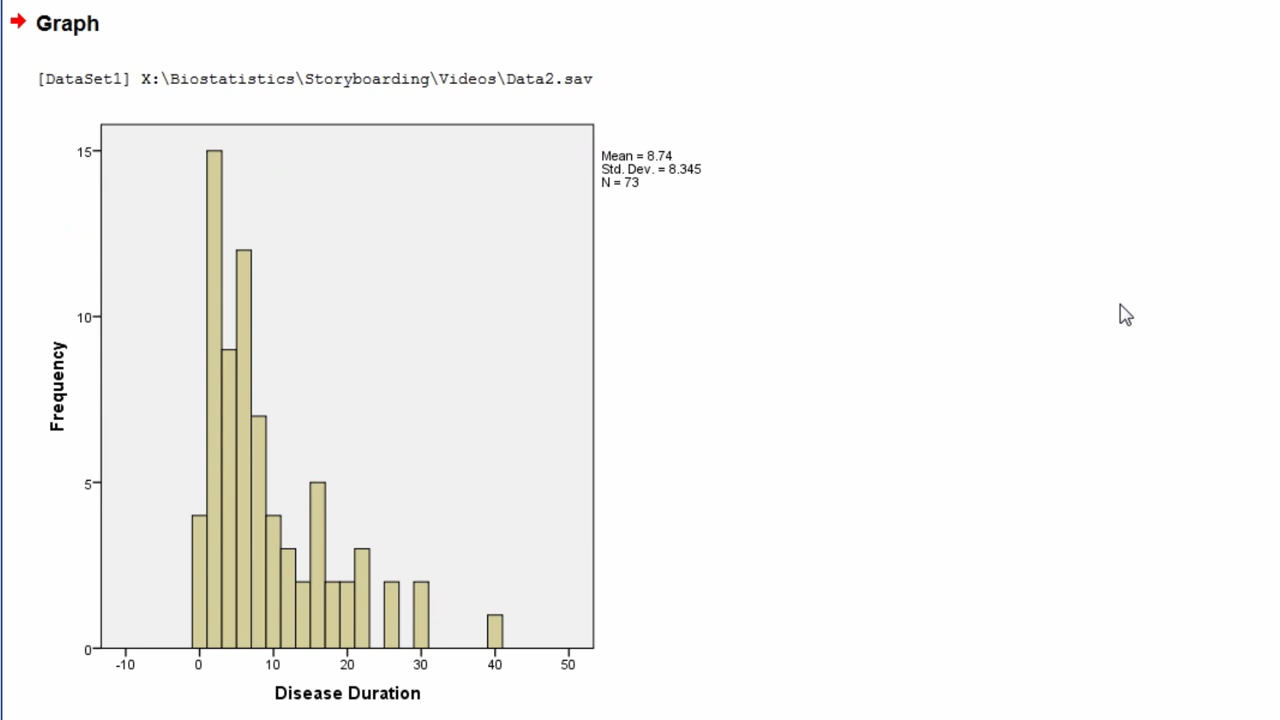 Graph
[DataSet1] X:\Biostatistics\Storyboarding\Videos\Data2.sav
Mean = 8.74
Std. Dev. = 8.345
N = 73
15
10
5
0
Frequency
-10 0 10 20 30 40 50
Disease Duration